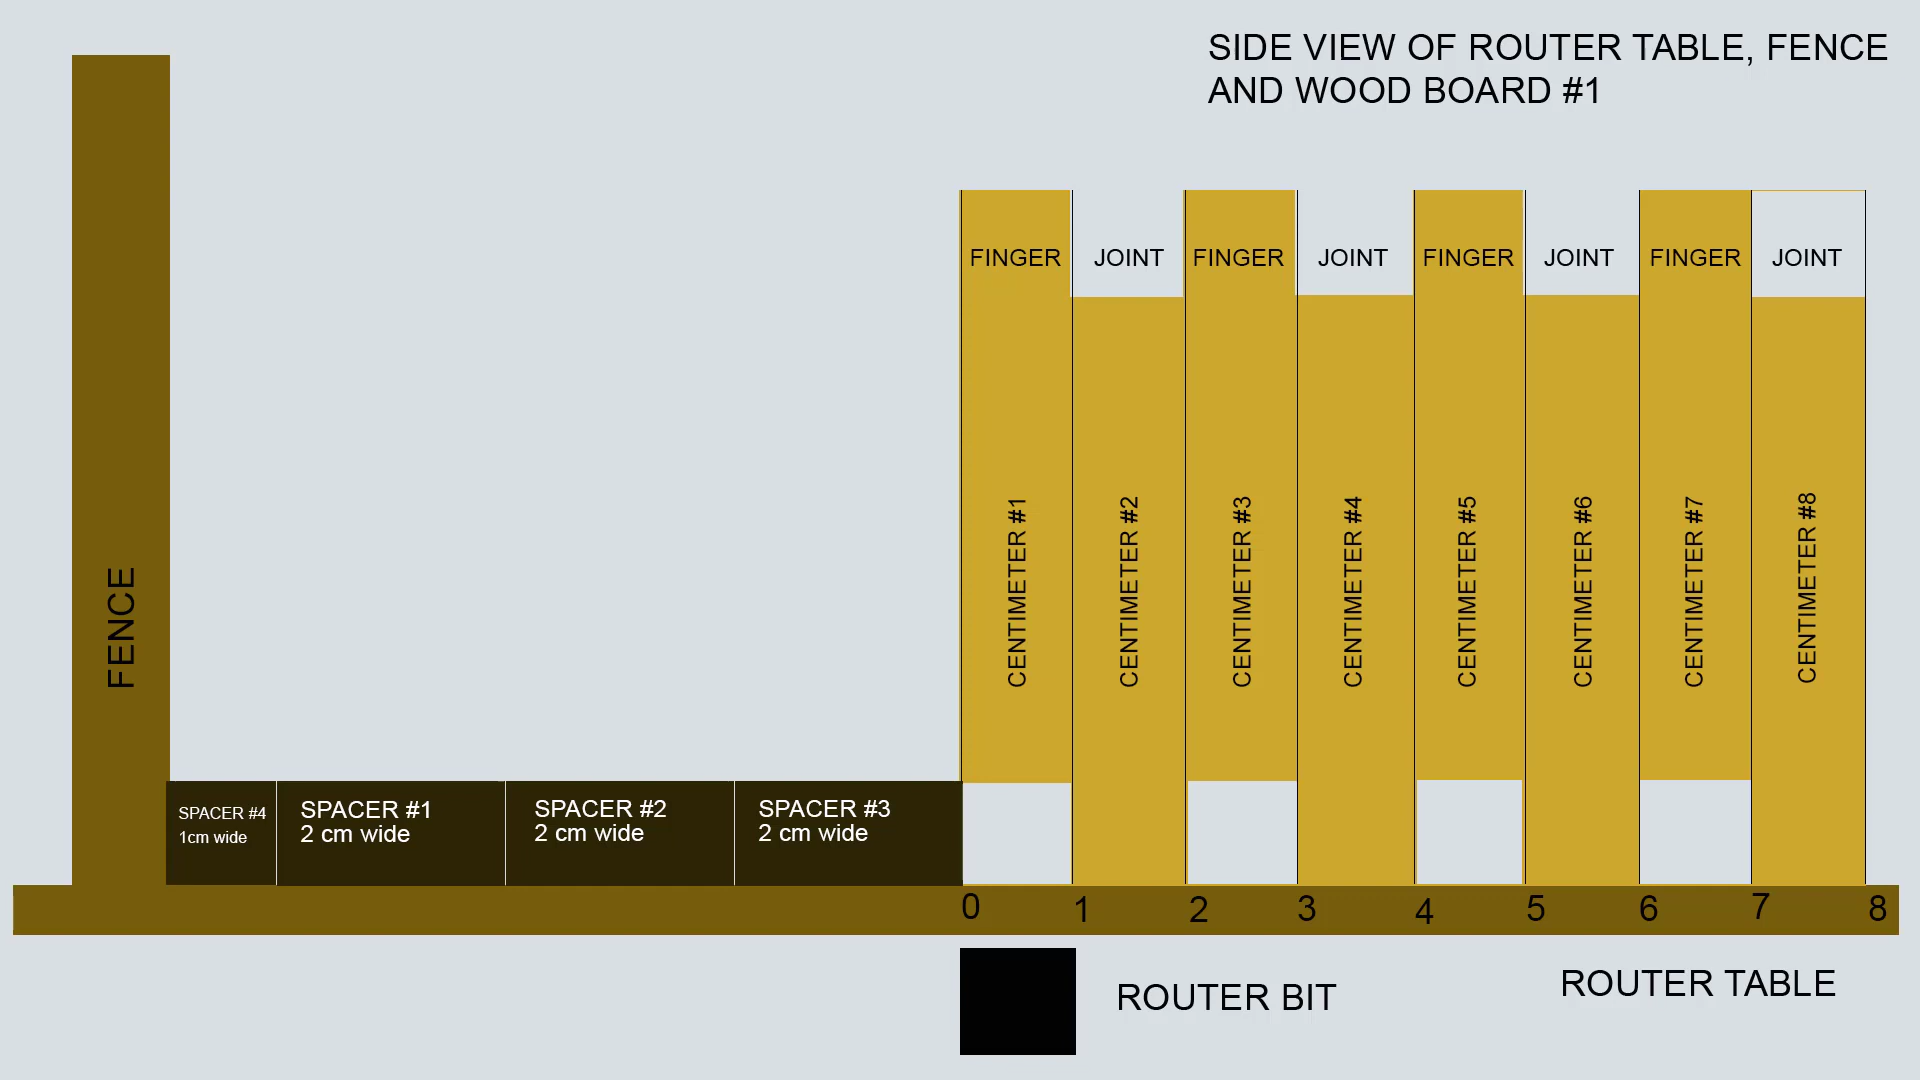 SIDE VIEW OF ROUTER TABLE, FENCE
AND WOOD BOARD #1
FINGER
JOINT
FINGER
JOINT
FINGER
JOINT
FINGER
JOINT
FENCE
CENTIMETER #1
CENTIMETER #2
CENTIMETER #3
CENTIMETER #4
CENTIMETER #5
CENTIMETER #6
CENTIMETER #7
CENTIMETER #8
SPACER #4
1cm wide
SPACER #1
2 cm wide
SPACER #2
2 cm wide
SPACER #3
2 cm wide
0
1
2
3
4
5
6
7
8
ROUTER BIT
ROUTER TABLE